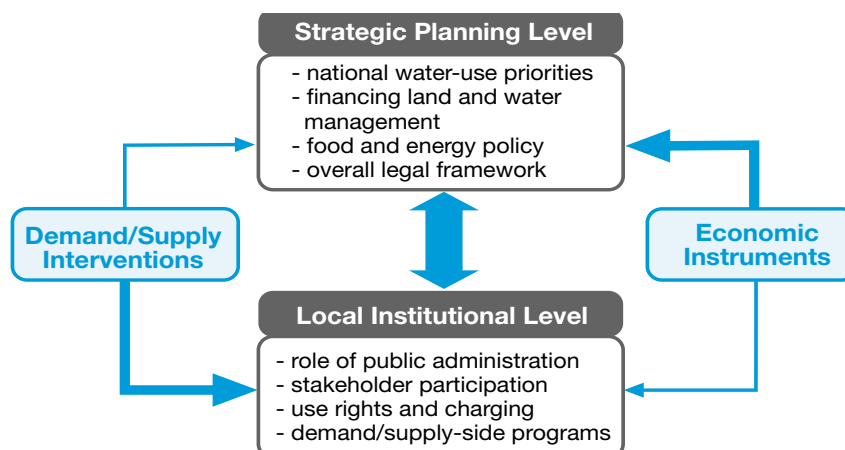 Strategic Planning Level
- national water-use priorities
- financing land and water
management
- food and energy policy
- overall legal framework
Demand/Supply
Interventions
Economic
Instruments
Local Institutional Level
- role of public administration
- stakeholder participation
- use rights and charging
- demand/supply-side programs